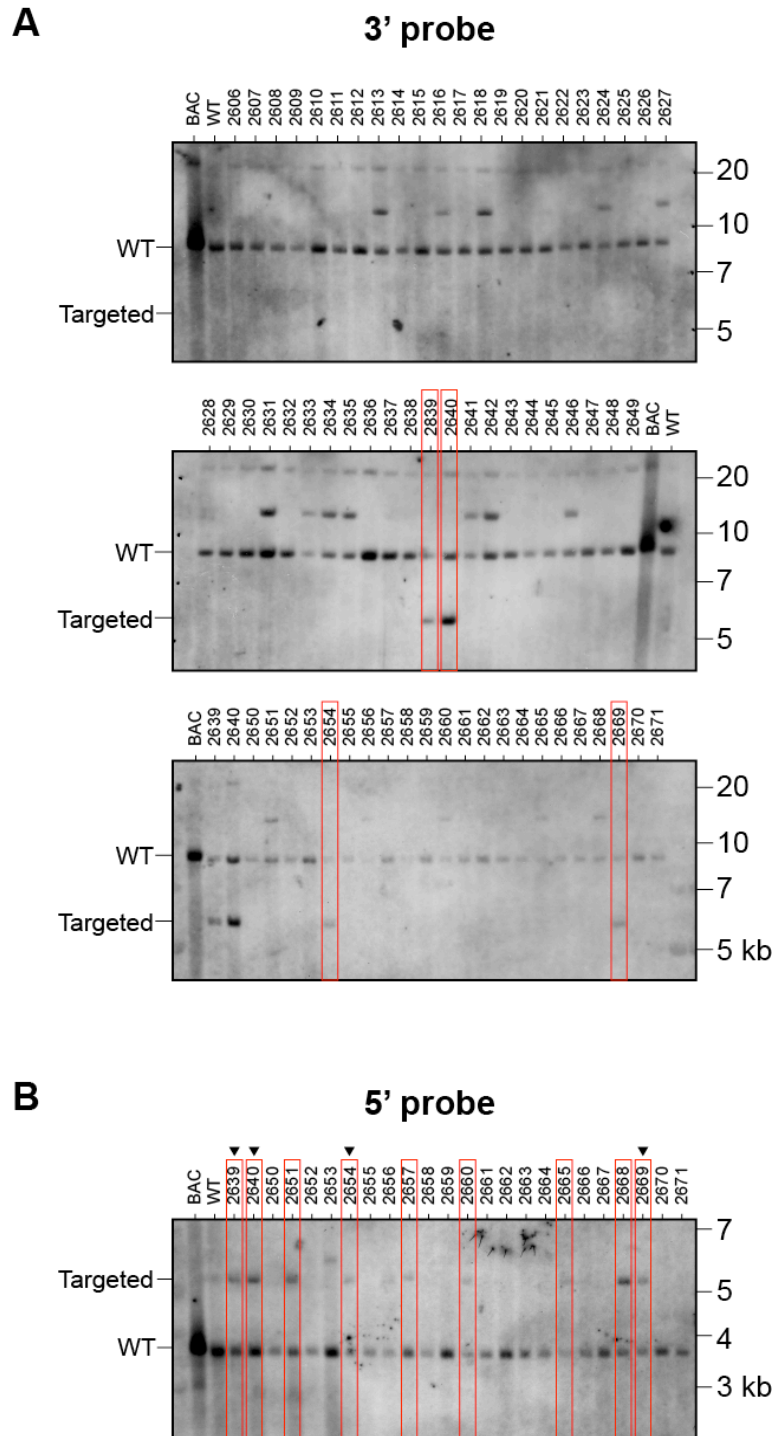 A
3’ probe
BAC WT 2606 2607 2608 2609 2610 2611 2612 2613 2614 2615 2616 2617 2618 2619 2620 2621 2622 2623 2624 2625 2626 2627
20
10
WT
7
Targeted
5
2628 2629 2630 2631 2632 2633 2634 2635 2636 2637 2638 2839 2640 2641 2642 2643 2644 2645 2646 2647 2648 2649 BAC WT
20
10
WT
7
Targeted
5
BAC 2639 2640 2650 2651 2652 2653 2654 2655 2656 2657 2658 2659 2660 2661 2662 2663 2664 2665 2666 2667 2668 2669 2670 2671
20
10
WT
7
Targeted
5 kb
B
5’ probe
BAC WT 2639 2640 2650 2651 2652 2653 2654 2655 2656 2657 2658 2659 2660 2661 2662 2663 2664 2665 2666 2667 2668 2669 2670 2671
7
Targeted
5
4
WT
3 kb